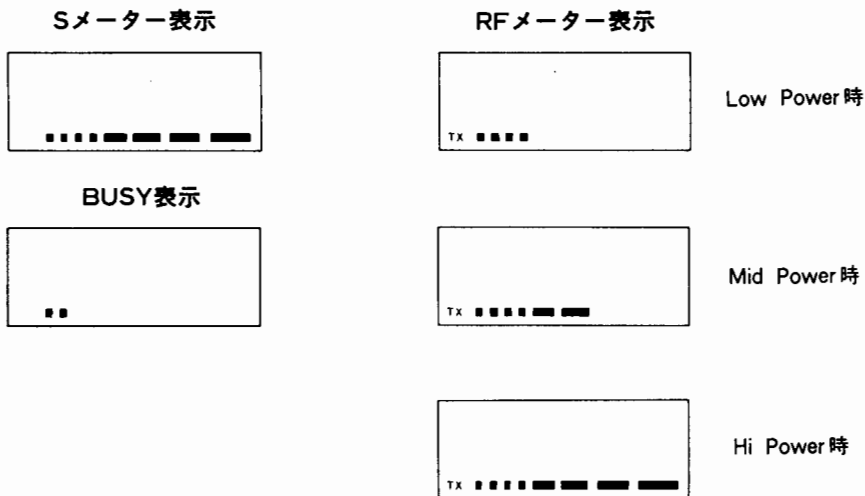 Sメーター表示
RFメーター表示
Low Power時
TX
BUSY表示
Mid Power時
TX
Hi Power時
TX